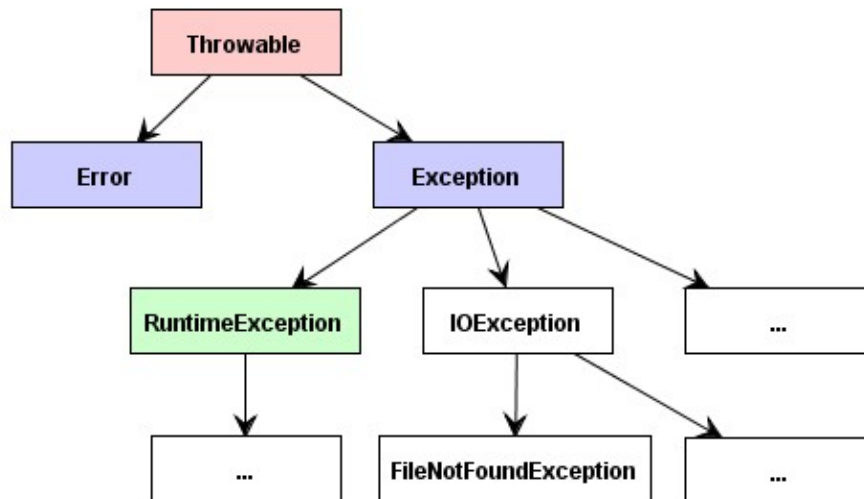 Throwable
Error
Exception
RuntimeException
IOException
...
...
FileNotFoundException
...